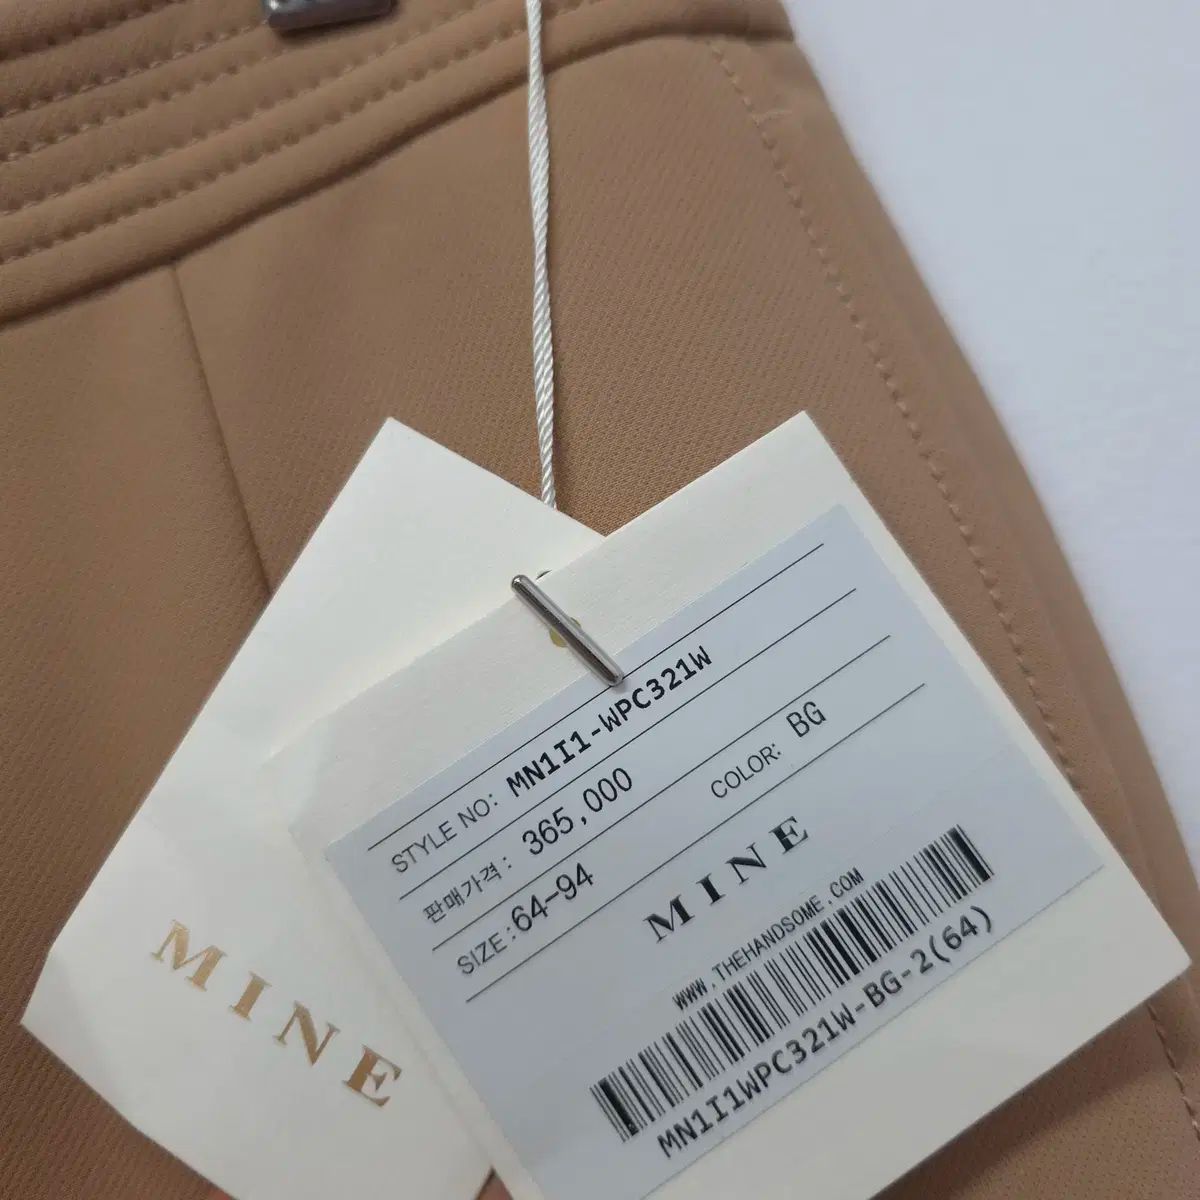 STYLE NO: MN1I1-WPC321W
판매가격: 365,000
SIZE:64-94 COLOR: BG
MINE
WWW.THEHANDSOME.COM
MN1I1WPC321W-BG-2(64)
MINE